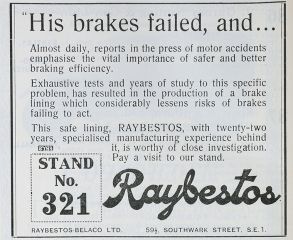 "His brakes failed, and...
Almost daily, reports in the press of motor accidents
emphasise the vital importance of safer and better
braking efficiency.
Exhaustive tests and years of study to this specific
problem, has resulted in the production of a brake
lining which considerably lessens risks of brakes
failing to act.
This safe lining, RAYBESTOS, with twenty-two
years, specialised manufacturing experience behind
it, is worthy of close investigation.
Pay a visit to our stand.
STAND
No.
321
Raybestos
RAYBESTOS-BELACO LTD. 59½, SOUTHWARK STREET, S.E.1.